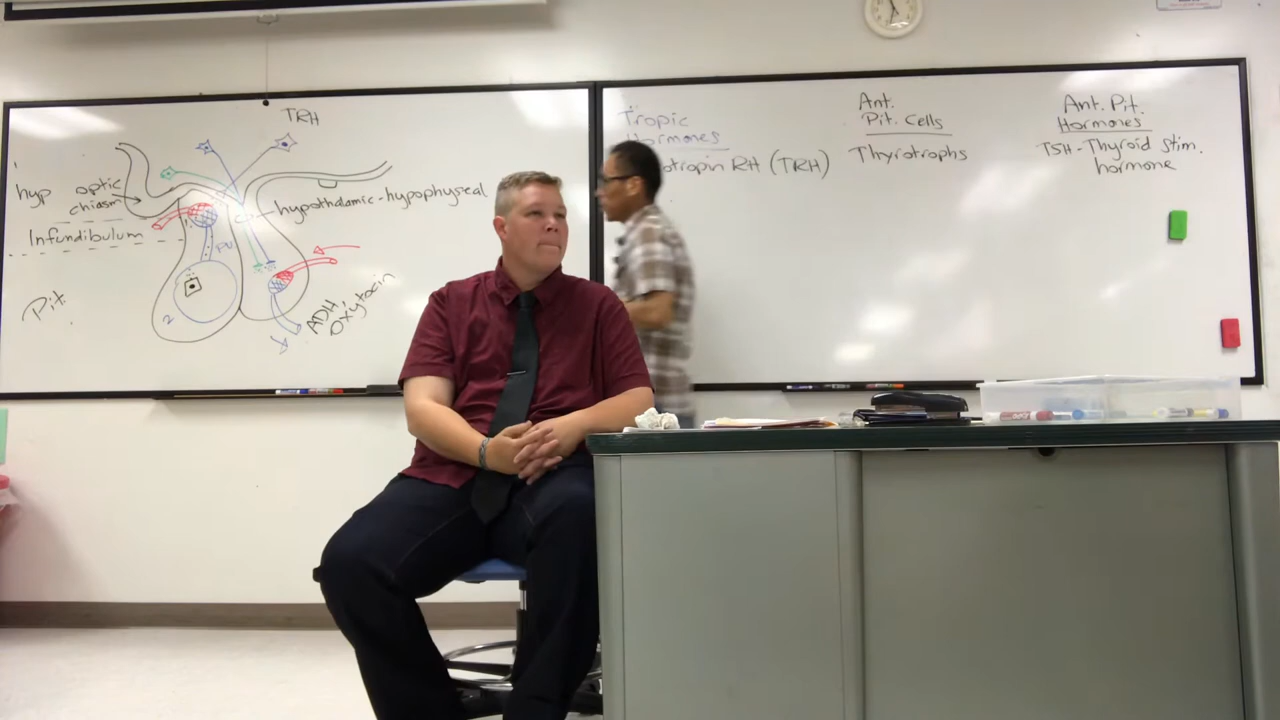 TRH
hyp
optic
chiasm
hypothalamic-hypophyseal
Infundibulum
Pit.
2
ADH,
oxytocin
Tropic
Hormones
otropin RH (TRH)
Ant.
Pit. Cells
Thyrotrophs
Ant. Pit.
Hormones
TSH-Thyroid stim.
hormone